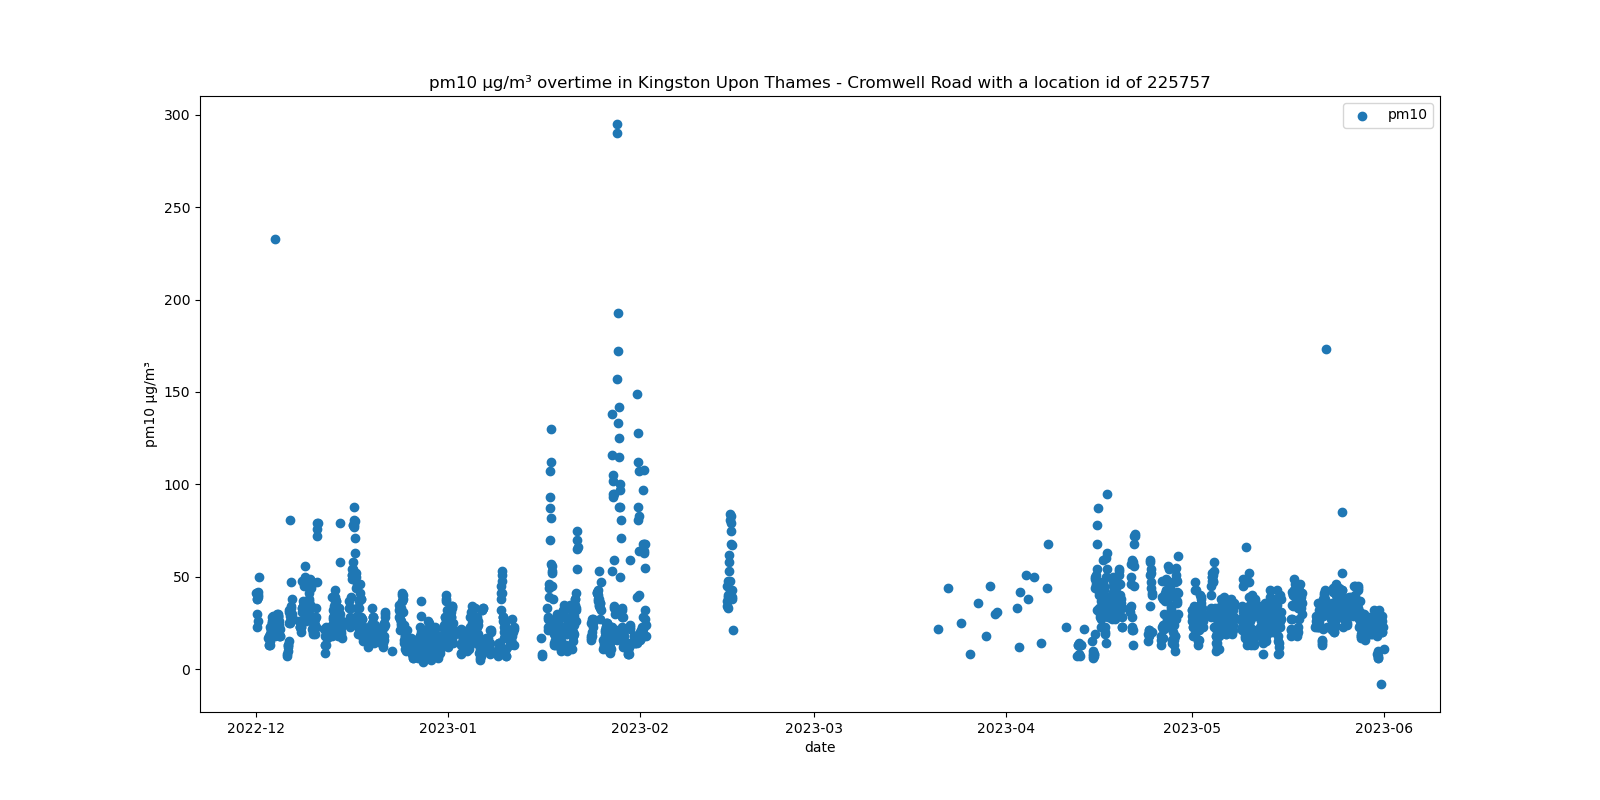 pm10 µg/m³ overtime in Kingston Upon Thames - Cromwell Road with a location id of 225757
pm10
300
250
200
150
100
50
0
pm10 µg/m³
2022-12 2023-01 2023-02 2023-03 2023-04 2023-05 2023-06
date